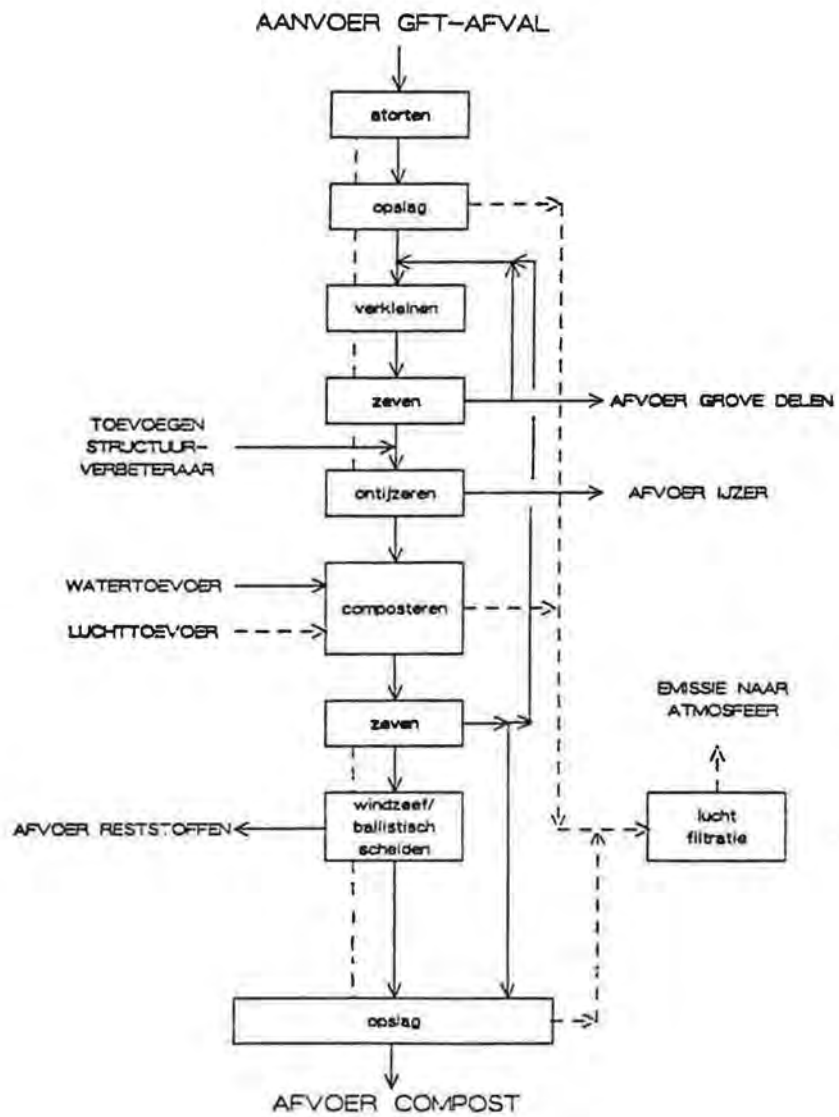 AANVOER GFT-AFVAL
storten
opslag
verkleinen
zeven
AFVOER GROVE DELEN
TOEVOEGEN
STRUCTUUR-
VERBETERAAR
ontijzeren
AFVOER IJZER
WATERTOEVOER
composteren
LUCHTTOEVOER
zeven
EMISSIE NAAR
ATMOSFEER
windzeef/
ballistisch
scheiden
AFVOER RESTSTOFFEN
lucht
filtratie
opslag
AFVOER COMPOST